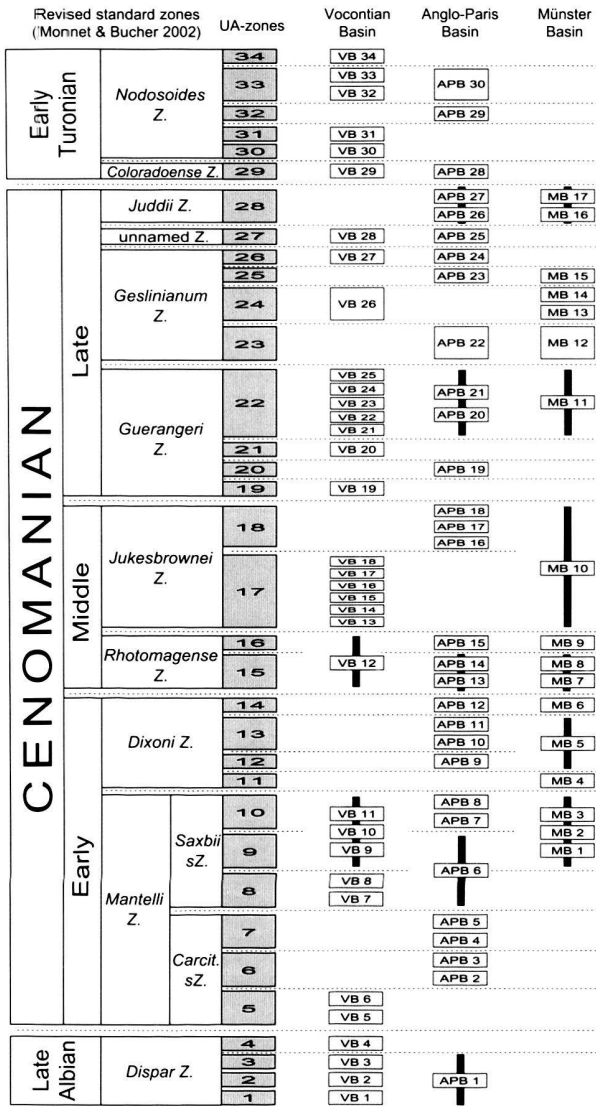 Revised standard zones
('Monnet & Bucher 2002)
UA-zones
Vocontian
Basin
Anglo-Paris
Basin
Münster
Basin
Early
Turonian
Nodosoides
Z.
34
VB 34
33
VB 33
VB 32
APB 30
32
APB 29
31
VB 31
30
VB 30
Coloradoense Z.
29
VB 29
APB 28
CENOMANIAN
Late
Juddii Z.
28
APB 27
APB 26
MB 17
MB 16
unnamed Z.
27
VB 28
APB 25
Geslinianum
Z.
26
VB 27
APB 24
25
APB 23
MB 15
24
VB 26
MB 14
MB 13
23
APB 22
MB 12
Guerangeri
Z.
22
VB 25
VB 24
VB 23
VB 22
VB 21
APB 21
APB 20
MB 11
21
VB 20
20
APB 19
19
VB 19
Middle
Jukesbrownei
Z.
18
APB 18
APB 17
APB 16
MB 10
17
VB 18
VB 17
VB 16
VB 15
VB 14
VB 13
Rhotomagense
Z.
16
VB 12
APB 15
MB 9
15
APB 14
APB 13
MB 8
MB 7
Early
Dixoni Z.
14
APB 12
MB 6
13
APB 11
APB 10
MB 5
12
APB 9
11
MB 4
Mantelli
Z.
Saxbii
sZ.
10
VB 11
VB 10
APB 8
APB 7
MB 3
MB 2
9
VB 9
APB 6
MB 1
8
VB 8
VB 7
Carcit.
sZ.
7
APB 5
APB 4
6
APB 3
APB 2
5
VB 6
VB 5
Late
Albian
Dispar Z.
4
VB 4
3
VB 3
2
VB 2
APB 1
1
VB 1